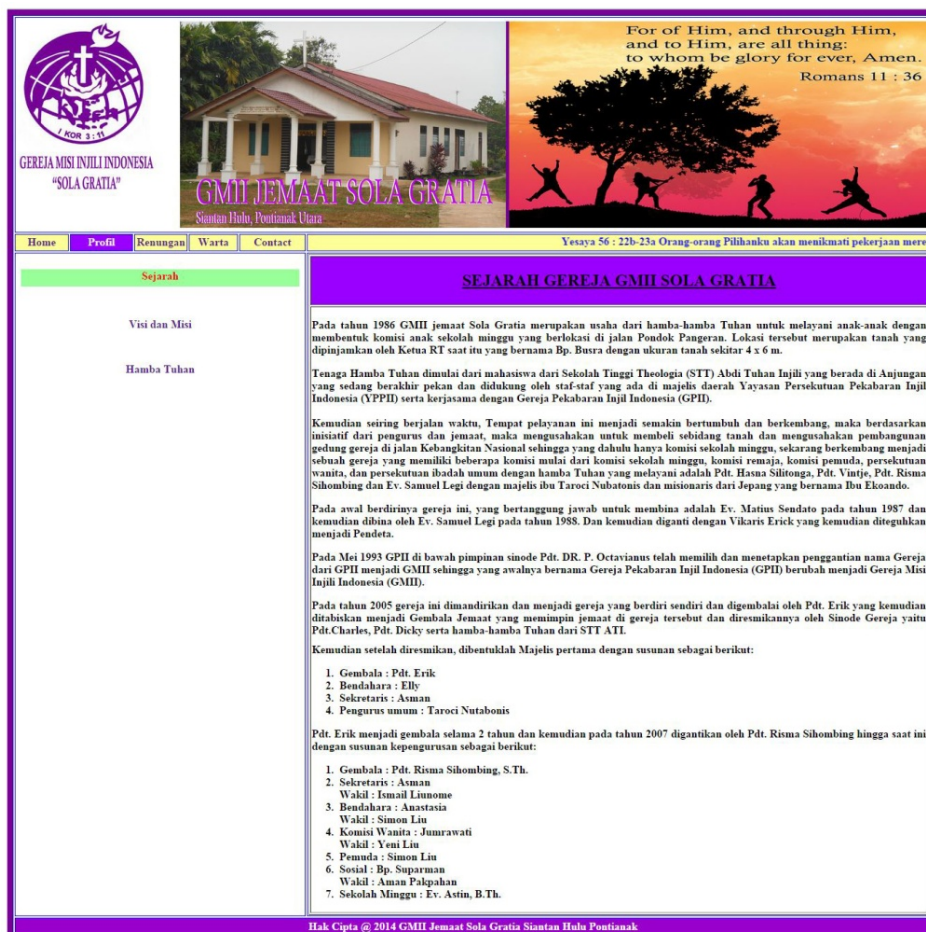 For of Him, and through Him,
and to Him, are all thing:
to whom be glory for ever, Amen.
Romans 11 : 36
I KOR 3 : 11
GEREJA MISI INJILI INDONESIA
“SOLA GRATIA”
GMII JEMAAT SOLA GRATIA
Siantan Hulu, Pontianak Utara
Home Profil Renungan Warta Contact Yesaya 56 : 22b-23a Orang-orang Pilihanku akan menikmati pekerjaan mere
Sejarah
Visi dan Misi
Hamba Tuhan
SEJARAH GEREJA GMII SOLA GRATIA
Pada tahun 1986 GMII jemaat Sola Gratia merupakan usaha dari hamba-hamba Tuhan untuk melayani anak-anak dengan
membentuk komisi anak sekolah minggu yang berlokasi di jalan Pondok Pangeran. Lokasi tersebut merupakan tanah yang
dipinjamkan oleh Ketua RT saat itu yang bernama Bp. Busra dengan ukuran tanah sekitar 4 x 6 m.
Tenaga Hamba Tuhan dimulai dari mahasiswa dari Sekolah Tinggi Theologia (STT) Abdi Tuhan Injili yang berada di Anjungan
yang sedang berakhir pekan dan didukung oleh staf-staf yang ada di majelis daerah Yayasan Persekutuan Pekabaran Injil
Indonesia (YPPII) serta kerjasama dengan Gereja Pekabaran Injil Indonesia (GPII).
Kemudian seiring berjalan waktu, Tempat pelayanan ini menjadi semakin bertumbuh dan berkembang, maka berdasarkan
inisiatif dari pengurus dan jemaat, maka mengusahakan untuk membeli sebidang tanah dan mengusahakan pembangunan
gedung gereja di jalan Kebangkitan Nasional sehingga yang dahulu hanya komisi sekolah minggu, sekarang berkembang menjadi
sebuah gereja yang memiliki beberapa komisi mulai dari komisi sekolah minggu, komisi remaja, komisi pemuda, persekutuan
wanita, dan persekutuan ibadah umum dengan hamba Tuhan yang melayani adalah Pdt. Hasna Silitonga, Pdt. Vintje, Pdt. Risma
Sihombing dan Ev. Samuel Legi dengan majelis ibu Taroci Nubatonis dan misionaris dari Jepang yang bernama Ibu Ekoando.
Pada awal berdirinya gereja ini, yang bertanggung jawab untuk membina adalah Ev. Matius Sendato pada tahun 1987 dan
kemudian dibina oleh Ev. Samuel Legi pada tahun 1988. Dan kemudian diganti dengan Vikaris Erick yang kemudian diteguhkan
menjadi Pendeta.
Pada Mei 1993 GPII di bawah pimpinan sinode Pdt. DR. P. Octavianus telah memilih dan menetapkan penggantian nama Gereja
dari GPII menjadi GMII sehingga yang awalnya bernama Gereja Pekabaran Injil Indonesia (GPII) berubah menjadi Gereja Misi
Injili Indonesia (GMII).
Pada tahun 2005 gereja ini dimandirikan dan menjadi gereja yang berdiri sendiri dan digembalai oleh Pdt. Erik yang kemudian
ditabiskan menjadi Gembala Jemaat yang memimpin jemaat di gereja tersebut dan diresmikannya oleh Sinode Gereja yaitu
Pdt.Charles, Pdt. Dicky serta hamba-hamba Tuhan dari STT ATI.
Kemudian setelah diresmikan, dibentuklah Majelis pertama dengan susunan sebagai berikut:
1. Gembala : Pdt. Erik
2. Bendahara : Elly
3. Sekretaris : Asman
4. Pengurus umum : Taroci Nutabonis
Pdt. Erik menjadi gembala selama 2 tahun dan kemudian pada tahun 2007 digantikan oleh Pdt. Risma Sihombing hingga saat ini
dengan susunan kepengurusan sebagai berikut:
1. Gembala : Pdt. Risma Sihombing, S.Th.
2. Sekretaris : Asman
Wakil : Ismail Liunome
3. Bendahara : Anastasia
Wakil : Simon Liu
4. Komisi Wanita : Jumrawati
Wakil : Yeni Liu
5. Pemuda : Simon Liu
6. Sosial : Bp. Suparman
Wakil : Aman Pakpahan
7. Sekolah Minggu : Ev. Astin, B.Th.
Hak Cipta @ 2014 GMII Jemaat Sola Gratia Siantan Hulu Pontianak